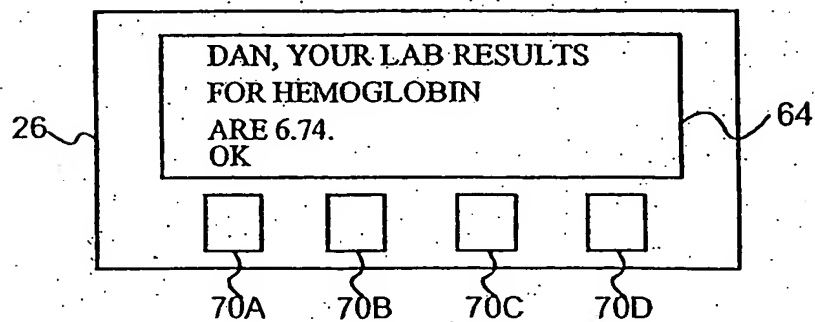 DAN, YOUR LAB RESULTS
FOR HEMOGLOBIN
ARE 6.74.
OK
26
64
70A 70B 70C 70D